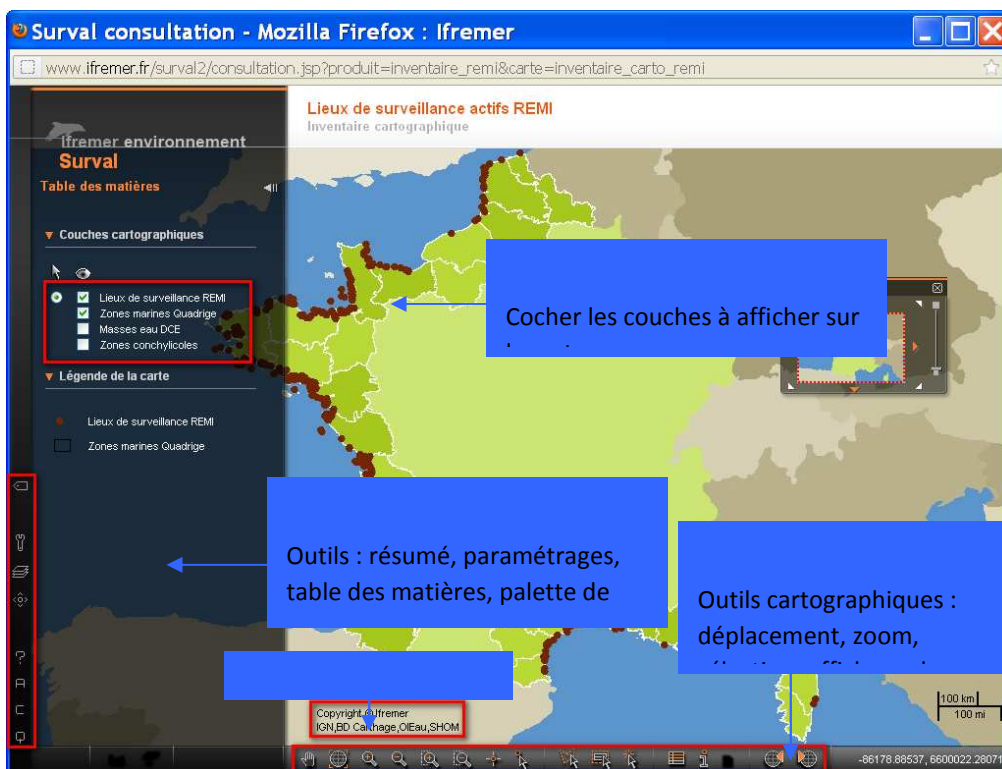 Surval consultation - Mozilla Firefox : Ifremer
www.ifremer.fr/surval2/consultation.jsp?produit=inventaire_remi&carte=inventaire_carto_remi
Lieux de surveillance actifs REMI
Inventaire cartographique
Ifremer environnement
Surval
Table des matières
Couches cartographiques
Lieux de surveillance REMI
Zones marines Quadrige
Masses eau DCE
Zones conchylicoles
Légende de la carte
Lieux de surveillance REMI
Zones marines Quadrige
Cocher les couches à afficher sur
Outils : résumé, paramétrages,
table des matières, palette de
Outils cartographiques :
déplacement, zoom,
Copyright © Ifremer
IGN,BD Carthage,OIEau,SHOM
100 km
100 mi
-86178.88537, 6600022.2807